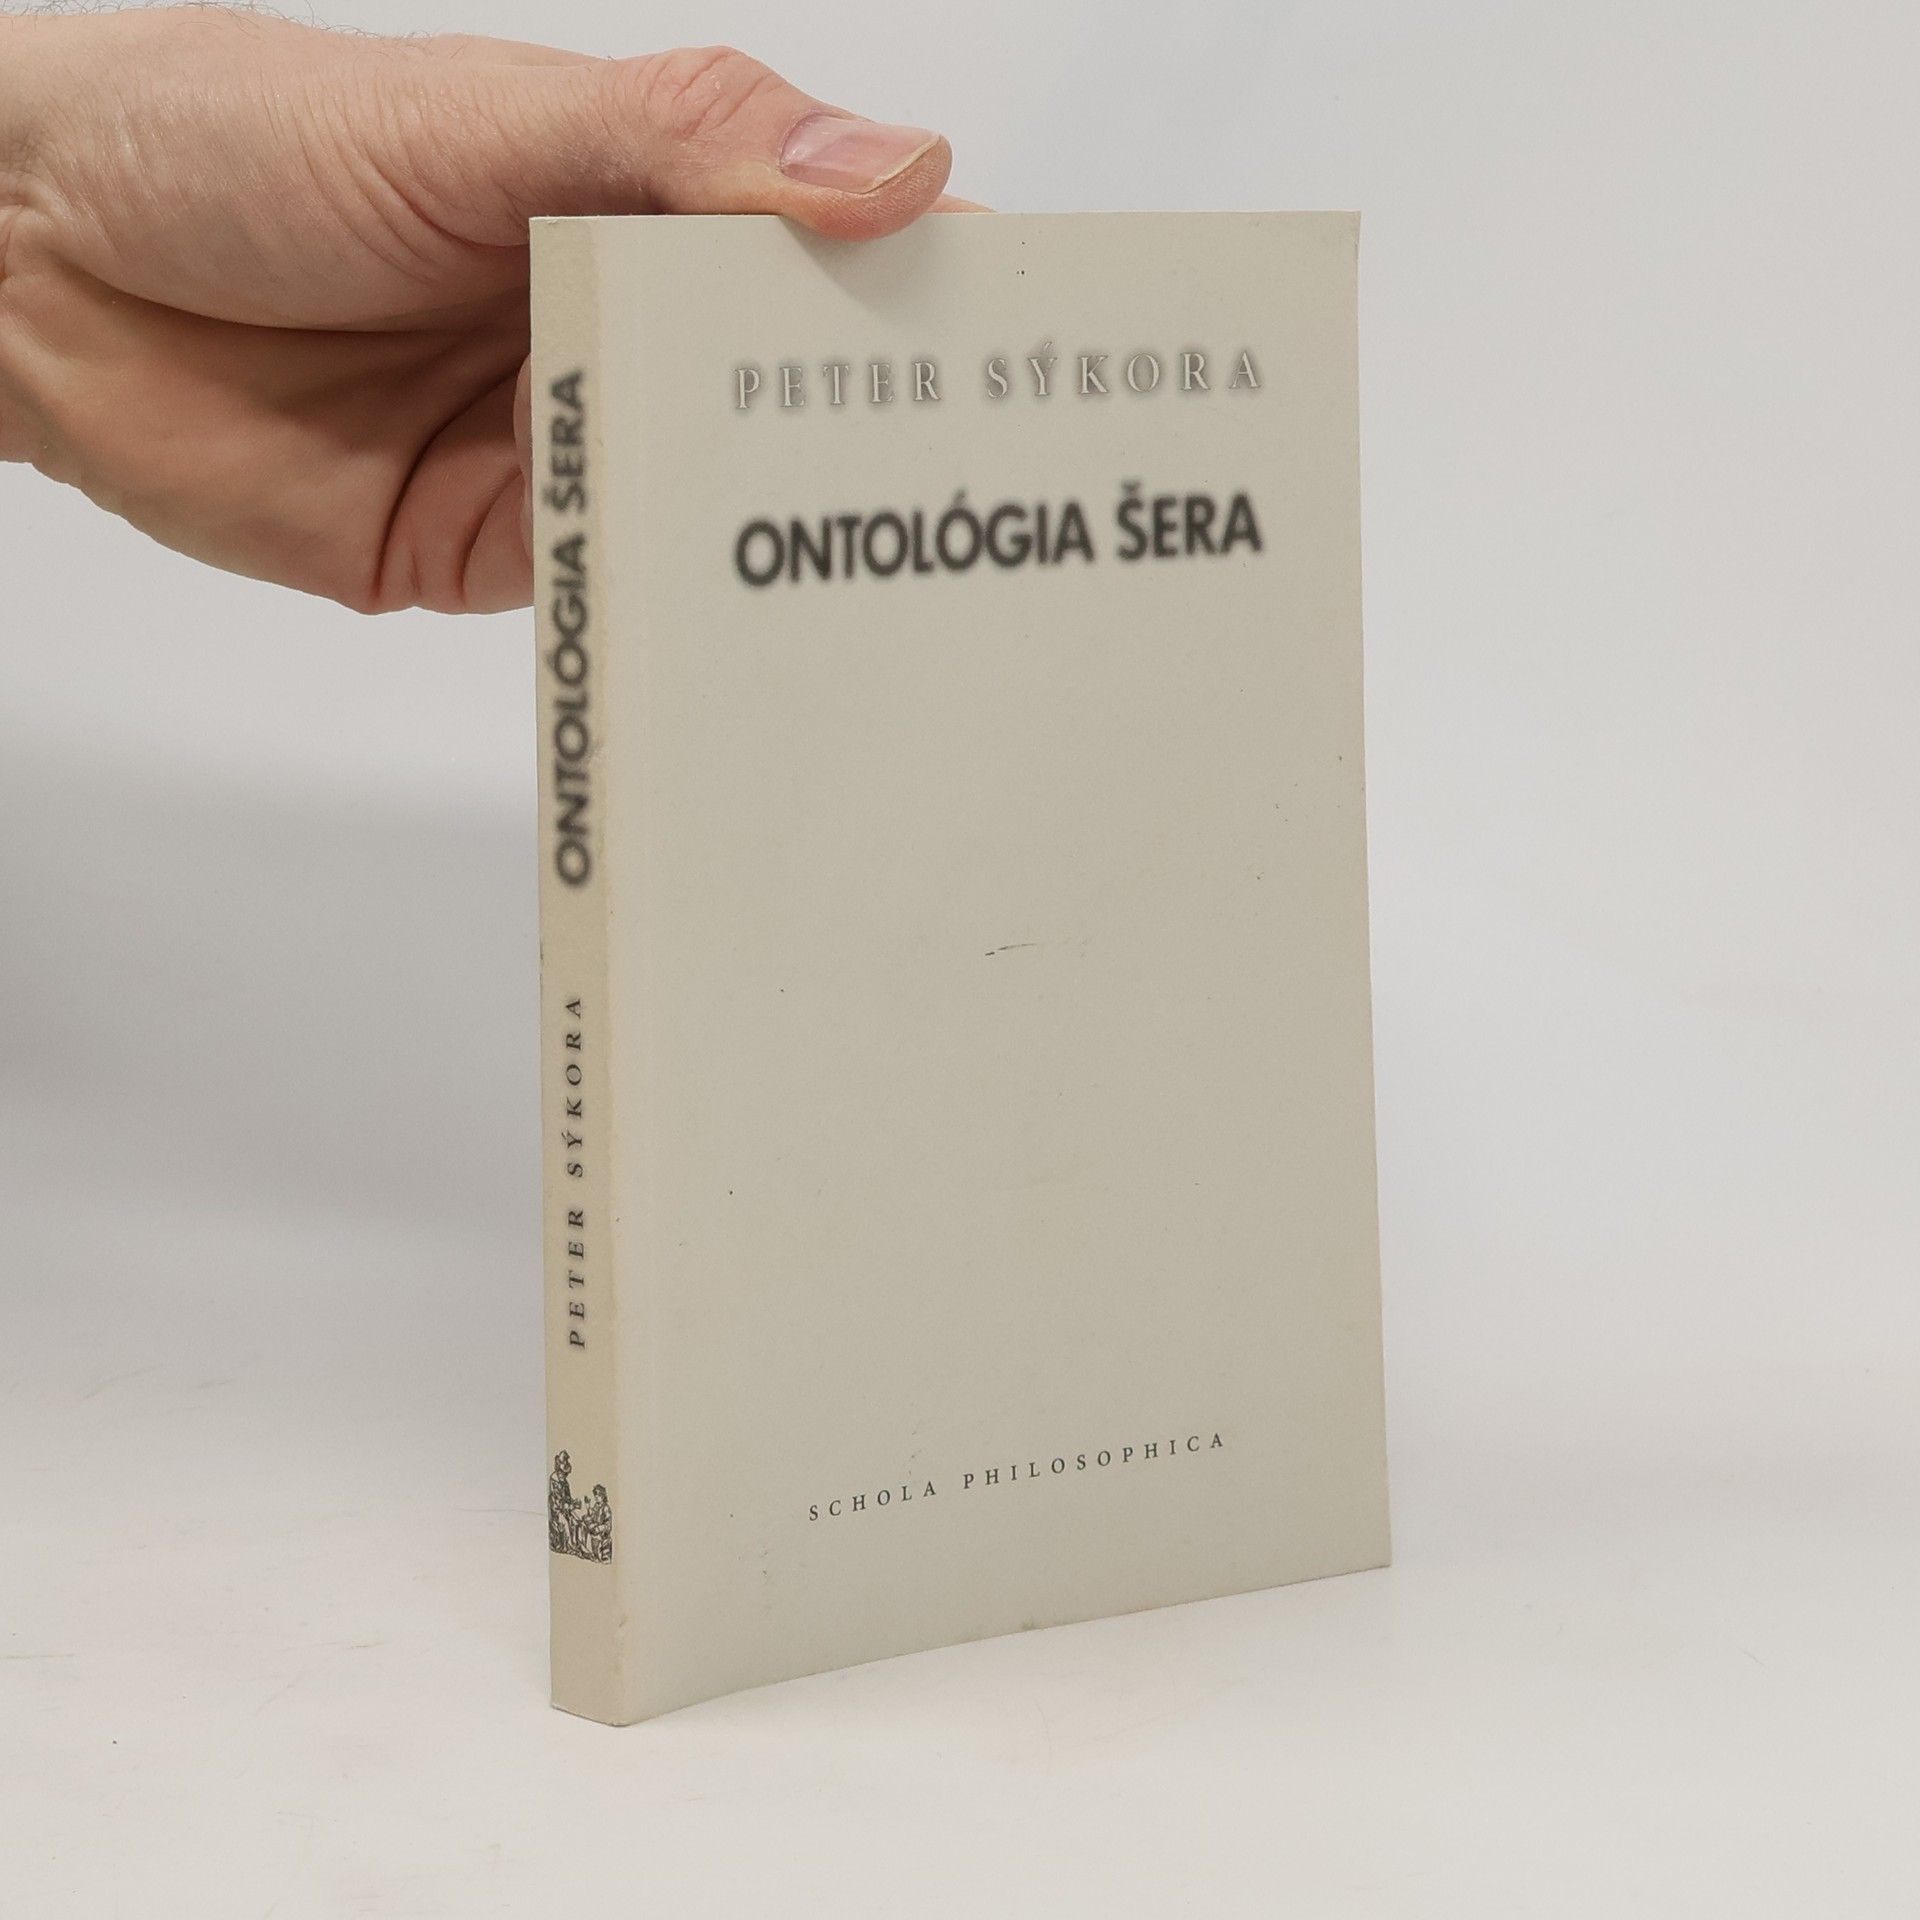 PETER SÝKORA
ONTOLÓGIA ŠERA
SCHOLA PHILOSOPHICA
PETER SÝKORA ONTOLÓGIA ŠERA